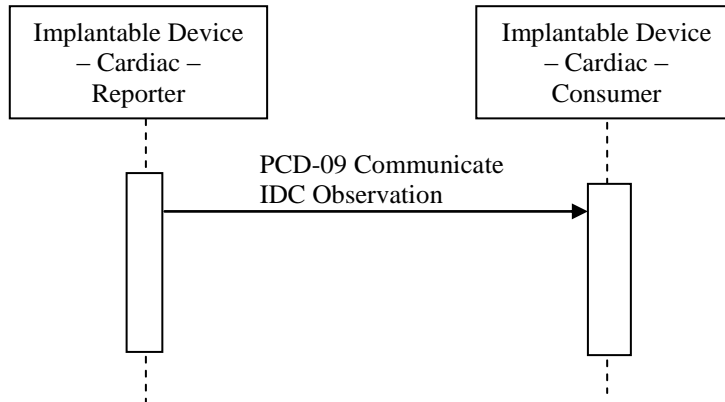 Implantable Device
– Cardiac –
Reporter
Implantable Device
– Cardiac –
Consumer
PCD-09 Communicate
IDC Observation